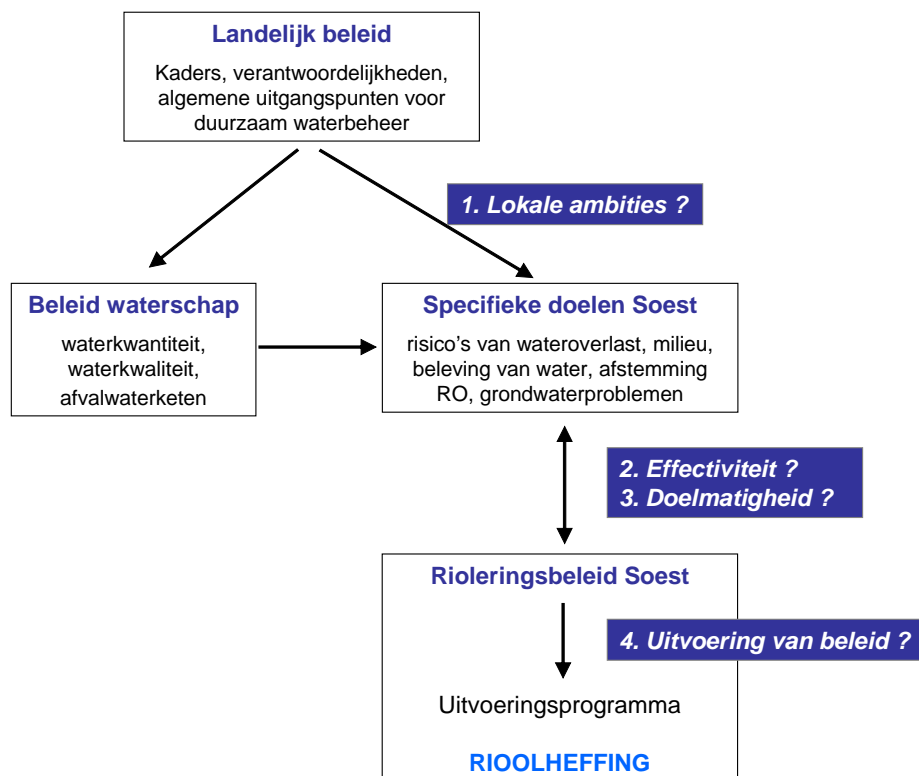 Landelijk beleid
Kaders, verantwoordelijkheden,
algemene uitgangspunten voor
duurzaam waterbeheer
1. Lokale ambities ?
Beleid waterschap
waterkwantiteit,
waterkwaliteit,
afvalwaterketen
Specifieke doelen Soest
risico's van wateroverlast, milieu,
beleving van water, afstemming
RO, grondwaterproblemen
2. Effectiviteit ?
3. Doelmatigheid ?
Rioleringsbeleid Soest
4. Uitvoering van beleid ?
Uitvoeringsprogramma
RIOOLHEFFING